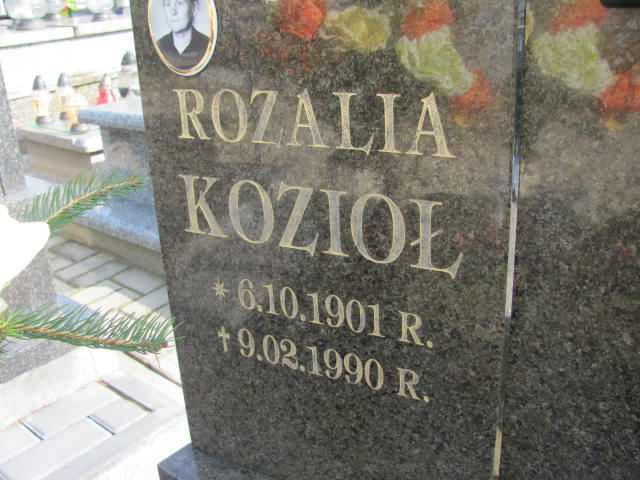 ROZALIA
KOZIOŁ
* 6.10.1901 R.
✝ 9.02.1990 R.